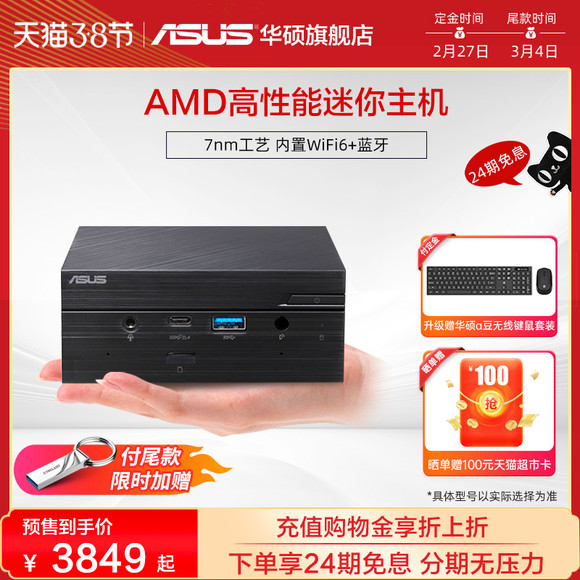 天猫3.8节 ASUS 华硕旗舰店
定金时间
2月27日
尾款时间
3月4日
AMD高性能迷你主机
7nm工艺 内置WiFi6+蓝牙
24期免息
ASUS
付定金
升级赠华硕a豆无线键鼠套装
晒单赠
¥100
抢
晒单赠100元天猫超市卡
付尾款
限时加赠
*具体型号以实际选择为准
预售到手价
¥ 3849 起
充值购物金享折上折
下单享24期免息 分期无压力